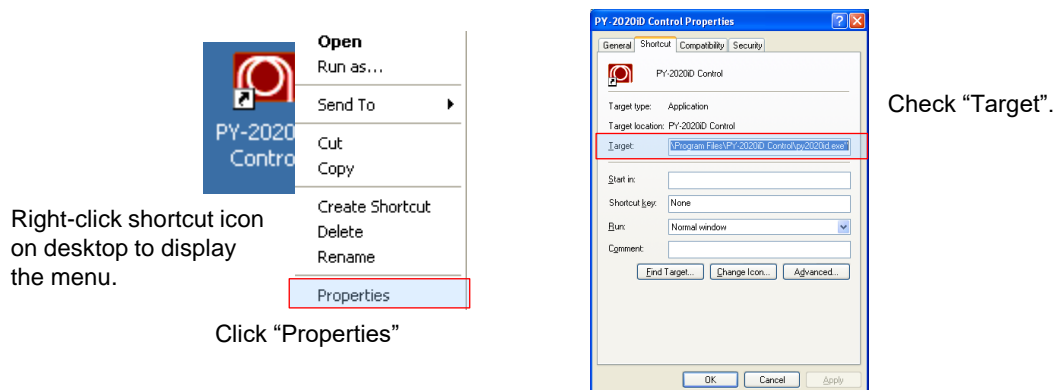 Open
Run as...
Send To
Cut
Copy
Create Shortcut
Delete
Rename
Properties
PY-2020
Contro
Right-click shortcut icon
on desktop to display
the menu.
Click “Properties”
PY-2020iD Control Properties
General Shortcut Compatibility Security
PY-2020iD Control
Target type: Application
Target location: PY-2020iD Control
Target: \Program Files\PY-2020iD Control\py2020id.exe"
Start in:
Shortcut key: None
Run: Normal window
Comment:
Find Target... Change Icon... Advanced...
OK Cancel Apply
Check “Target”.